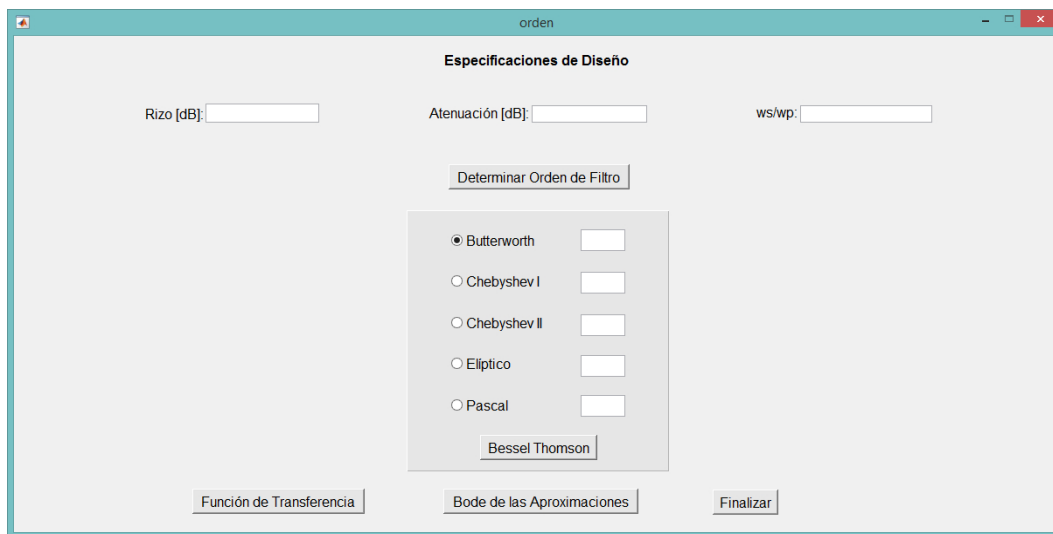 orden
Especificaciones de Diseño
Rizo [dB]: Atenuación [dB]: ws/wp:
Determinar Orden de Filtro
Butterworth
Chebyshev I
Chebyshev II
Elíptico
Pascal
Bessel Thomson
Función de Transferencia Bode de las Aproximaciones Finalizar